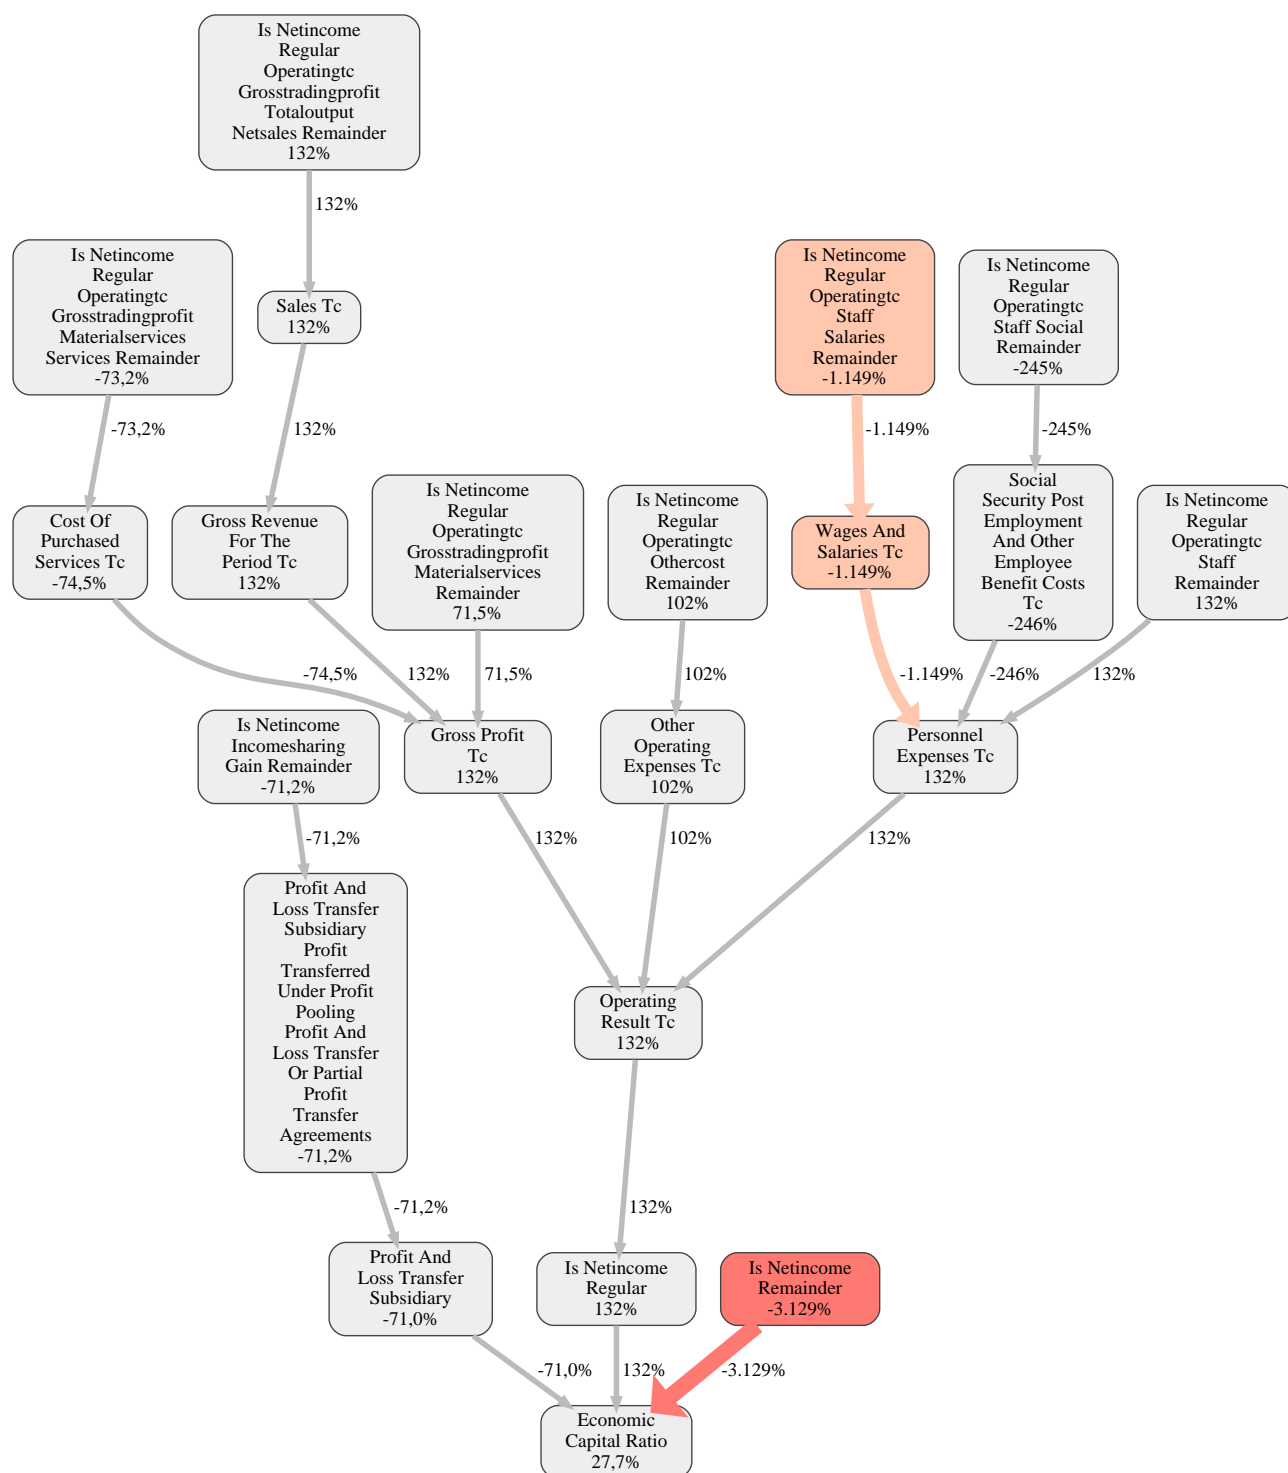 Is Netincome
Regular
Operatingtc
Grosstradingprofit
Totaloutput
Netsales Remainder
132%
132%
Is Netincome
Regular
Operatingtc
Grosstradingprofit
Materialservices
Services Remainder
-73,2%
Sales Tc
132%
Is Netincome
Regular
Operatingtc
Staff
Salaries
Remainder
-1.149%
Is Netincome
Regular
Operatingtc
Staff Social
Remainder
-245%
-73,2%
132%
-1.149%
-245%
Cost Of
Purchased
Services Tc
-74,5%
Gross Revenue
For The
Period Tc
132%
Is Netincome
Regular
Operatingtc
Grosstradingprofit
Materialservices
Remainder
71,5%
Is Netincome
Regular
Operatingtc
Othercost
Remainder
102%
Wages And
Salaries Tc
-1.149%
Social
Security Post
Employment
And Other
Employee
Benefit Costs
Tc
-246%
Is Netincome
Regular
Operatingtc
Staff
Remainder
132%
-74,5%
132%
71,5%
102%
-1.149%
-246%
132%
Is Netincome
Incomesharing
Gain Remainder
-71,2%
Gross Profit
Tc
132%
Other
Operating
Expenses Tc
102%
Personnel
Expenses Tc
132%
-71,2%
132%
102%
132%
Profit And
Loss Transfer
Subsidiary
Profit
Transferred
Under Profit
Pooling
Profit And
Loss Transfer
Or Partial
Profit
Transfer
Agreements
-71,2%
Operating
Result Tc
132%
-71,2%
132%
Profit And
Loss Transfer
Subsidiary
-71,0%
Is Netincome
Regular
132%
Is Netincome
Remainder
-3.129%
-71,0%
132%
-3.129%
Economic
Capital Ratio
27,7%